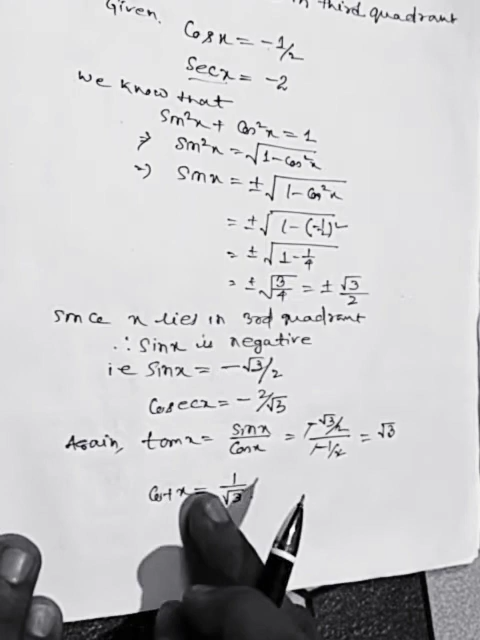 in third quadrant
Given, Cos x = -1/2
Sec x = -2
We know that
Sin²x + Cos²x = 1
⇒ Sin²x = √1-Cos²x
⇒ Sin x = ± √1-Cos²x
= ± √1-(-1/2)²
= ± √1-1/4
= ± √3/4 = ± √3/2
Since x lies in 3rd quadrant
∴ Sin x is negative
i e Sin x = -√3/2
Cosec x = -2/√3
Again, tan x = Sin x/Cos x = -√3/2/-1/2 = √3
Cot x = 1/√3